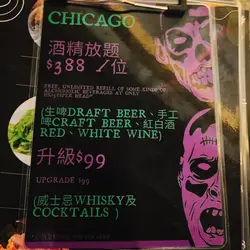 CHICAGO
酒精放題
$388 /位
FREE, UNLIMITED REFILL OF SOME KINDS OF
ALCOHOLIC BEVERAGES AT ONLY
(生啤DRAFT BEER、手工
啤CRAFT BEER、紅白酒
RED、WHITE WINE)
升級$99
UPGRADE $99
(威士忌WHISKY及
COCKTAILS )